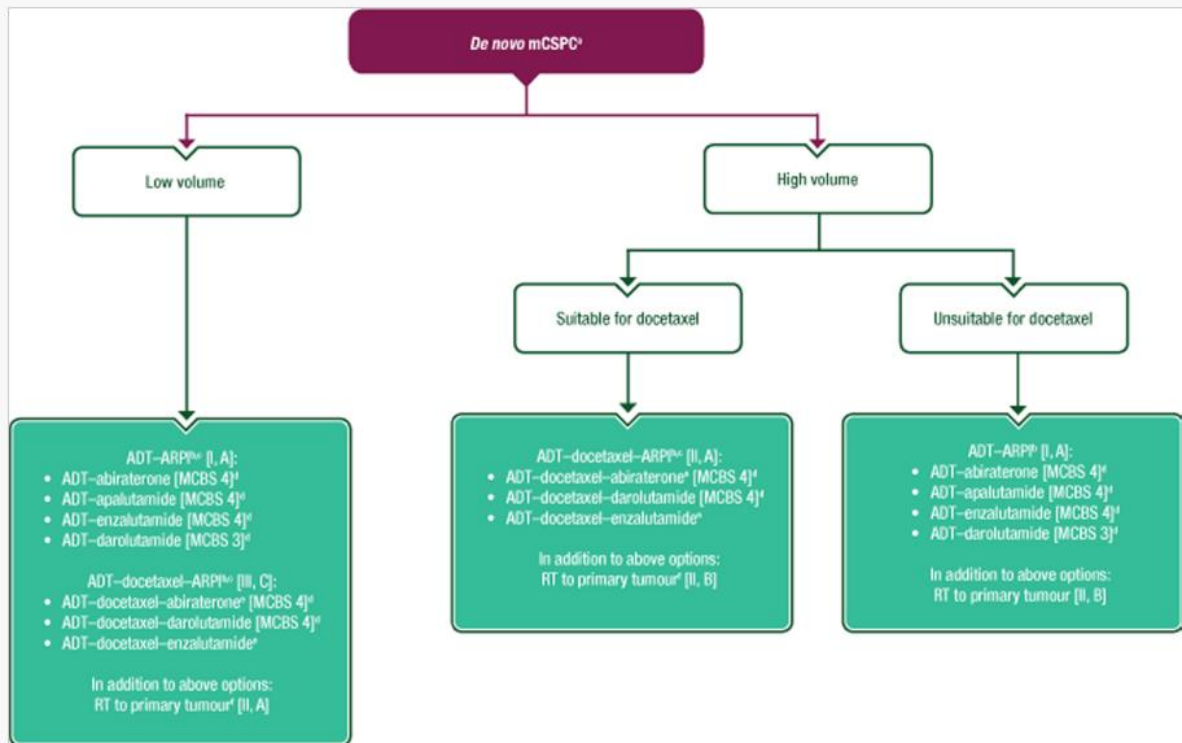 De novo mCSPCᵃ
Low volume
High volume
Suitable for docetaxel
Unsuitable for docetaxel
ADT–ARPIᵇ,ᶜ [I, A]:
• ADT–abiraterone [MCBS 4]ᵈ
• ADT–apalutamide [MCBS 4]ᵈ
• ADT–enzalutamide [MCBS 4]ᵈ
• ADT–darolutamide [MCBS 3]ᵈ
ADT–docetaxel–ARPIᵇ,ᶜ [III, C]:
• ADT–docetaxel–abirateroneᵉ [MCBS 4]ᵈ
• ADT–docetaxel–darolutamide [MCBS 4]ᵈ
• ADT–docetaxel–enzalutamideᵉ
In addition to above options:
RT to primary tumourᶠ [II, A]
ADT–docetaxel–ARPIᵇ,ᶜ [II, A]:
• ADT–docetaxel–abirateroneᵉ [MCBS 4]ᵈ
• ADT–docetaxel–darolutamide [MCBS 4]ᵈ
• ADT–docetaxel–enzalutamideᵉ
In addition to above options:
RT to primary tumourᶠ [II, B]
ADT–ARPIᵇ [I, A]:
• ADT–abiraterone [MCBS 4]ᵈ
• ADT–apalutamide [MCBS 4]ᵈ
• ADT–enzalutamide [MCBS 4]ᵈ
• ADT–darolutamide [MCBS 3]ᵈ
In addition to above options:
RT to primary tumour [II, B]